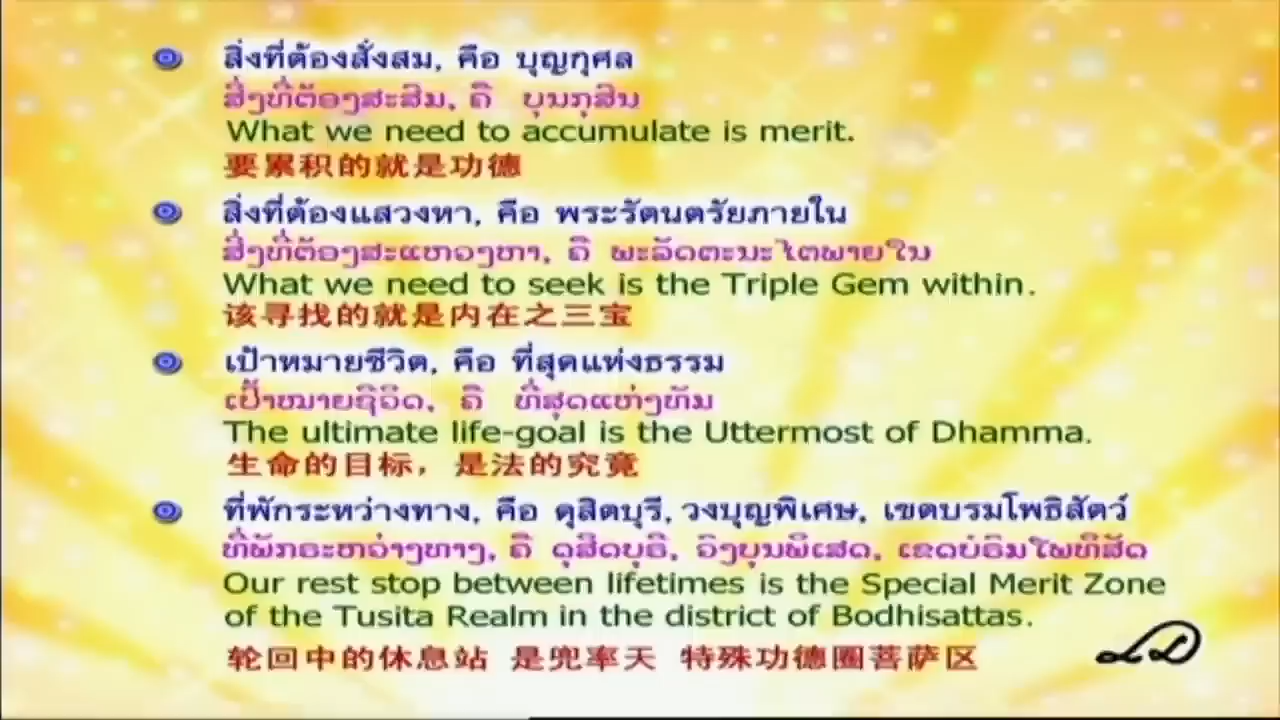 สิ่งที่ต้องสั่งสม, คือ บุญกุศล
ສິ່ງທີ່ຕ້ອງສະສົມ, ຄື ບຸນກຸສົນ
What we need to accumulate is merit.
要累积的就是功德
สิ่งที่ต้องแสวงหา, คือ พระรัตนตรัยภายใน
ສິ່ງທີ່ຕ້ອງສະແຫວງຫາ, ຄື ພະລັດຕະນະໄຕພາຍໃນ
What we need to seek is the Triple Gem within.
该寻找的就是内在之三宝
เป้าหมายชีวิต, คือ ที่สุดแห่งธรรม
ເປົ້າໝາຍຊີວິດ, ຄື ທີ່ສຸດແຫ່ງທັມ
The ultimate life-goal is the Uttermost of Dhamma.
生命的目标，是法的究竟
ที่พักระหว่างทาง, คือ ดุสิตบุรี, วงบุญพิเศษ, เขตบรมโพธิสัตว์
ທີ່ພັກຣະຫວ່າງທາງ, ຄື ດຸສິດບຸຣີ, ວົງບຸນພິເສດ, ເຂດບໍຣົມໂພທິສັດ
Our rest stop between lifetimes is the Special Merit Zone
of the Tusita Realm in the district of Bodhisattas.
轮回中的休息站 是兜率天 特殊功德圈菩萨区